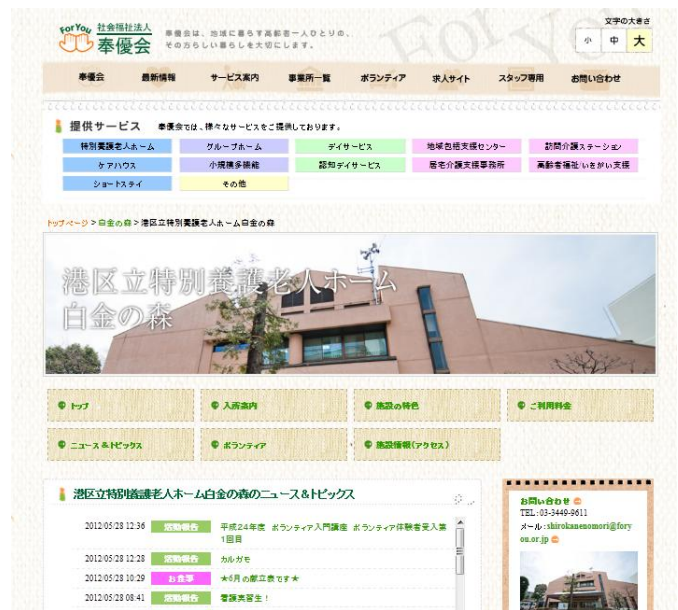 For You 社会福祉法人
奉優会
奉優会は、地域に暮らす高齢者一人ひとりの、
その方らしい暮らしを大切にします。
文字の大きさ
小 中 大
奉優会 最新情報 サービス案内 事業所一覧 ボランティア 求人サイト スタッフ専用 お問い合わせ
提供サービス 奉優会では、様々なサービスをご提供しております。
特別養護老人ホーム グループホーム デイサービス 地域包括支援センター 訪問介護ステーション
ケアハウス 小規模多機能 認知デイサービス 居宅介護支援事務所 高齢者福祉/いきがい支援
ショートステイ その他
トップページ > 白金の森 > 港区立特別養護老人ホーム白金の森
港区立特別養護老人ホーム
白金の森
トップ 入所案内 施設の特色 ご利用料金
ニュース＆トピックス ボランティア 施設情報(アクセス)
港区立特別養護老人ホーム白金の森のニュース＆トピックス
2012/05/28 12:36 活動報告 平成24年度 ボランティア入門講座 ボランティア体験者受入第
1回目
2012/05/28 12:28 活動報告 カルガモ
2012/05/28 10:29 お食事 ★6月の献立表です★
2012/05/28 08:41 活動報告 看護実習生！
お問い合わせ
TEL : 03-3449-9611
メール : shirokanenomori@fory
ou.or.jp